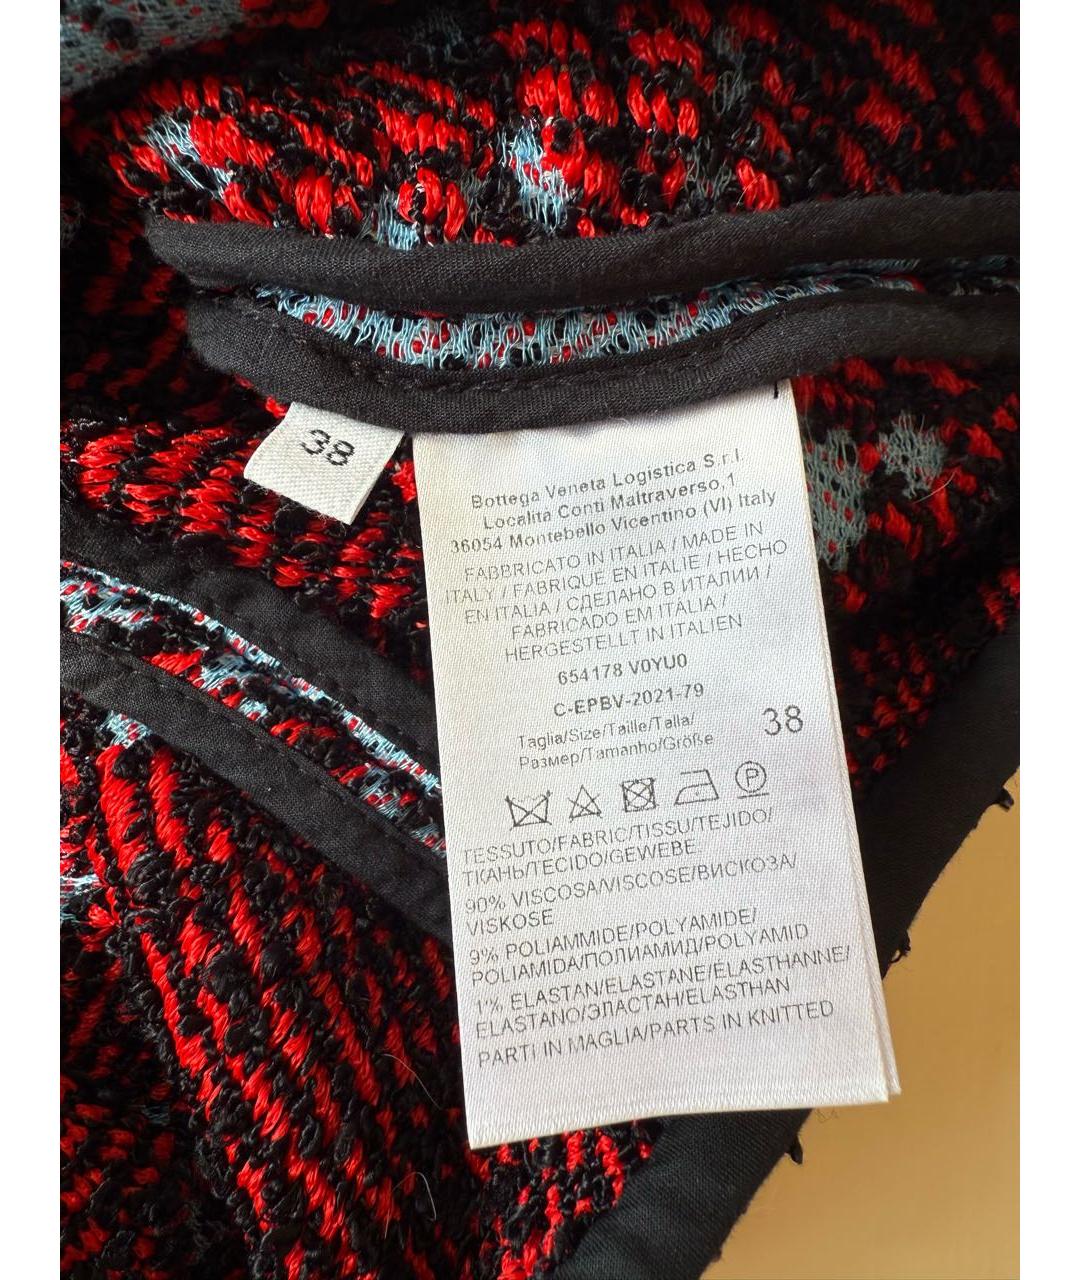 38
Bottega Veneta Logistica S.r.l.
Localita Conti Maltraverso,1
36054 Montebello Vicentino (VI) Italy
FABBRICATO IN ITALIA / MADE IN
ITALY / FABRIQUE EN ITALIE / HECHO
EN ITALIA / СДЕЛАНО В ИТАЛИИ /
FABRICADO EM ITALIA /
HERGESTELLT IN ITALIEN
654178 V0YU0
C-EPBV-2021-79
Taglia/Size/Taille/Talla/
Размер/Tamanho/Größe
38
P
TESSUTO/FABRIC/TISSU/TEJIDO/
ТКАНЬ/TECIDO/GEWEBE
90% VISCOSA/VISCOSE/ВИСКОЗА/
VISKOSE
9% POLIAMMIDE/POLYAMIDE/
POLIAMIDA/ПОЛИАМИД/POLYAMID
1% ELASTAN/ELASTANE/ÉLASTHANNE/
ELASTANO/ЭЛАСТАН/ELASTHAN
PARTI IN MAGLIA/PARTS IN KNITTED